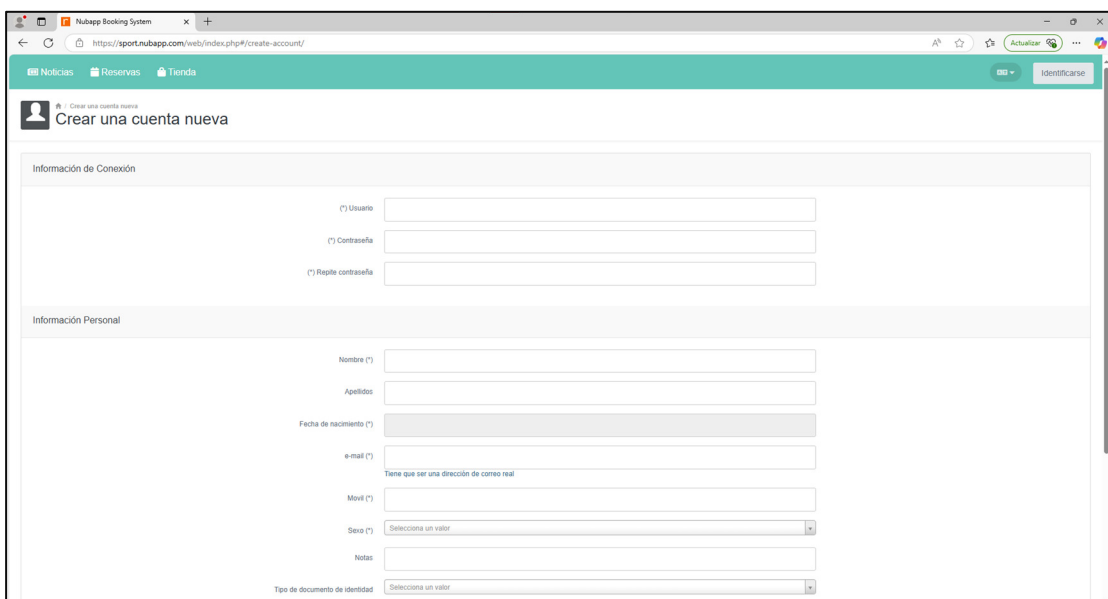 Nubapp Booking System
https://sport.nubapp.com/web/index.php#/create-account/
Actualizar
Noticias Reservas Tienda
Identificarse
/ Crear una cuenta nueva
Crear una cuenta nueva
Información de Conexión
(*) Usuario
(*) Contraseña
(*) Repite contraseña
Información Personal
Nombre (*)
Apellidos
Fecha de nacimiento (*)
e-mail (*)
Tiene que ser una dirección de correo real
Movil (*)
Sexo (*) Selecciona un valor
Notas
Tipo de documento de identidad Selecciona un valor